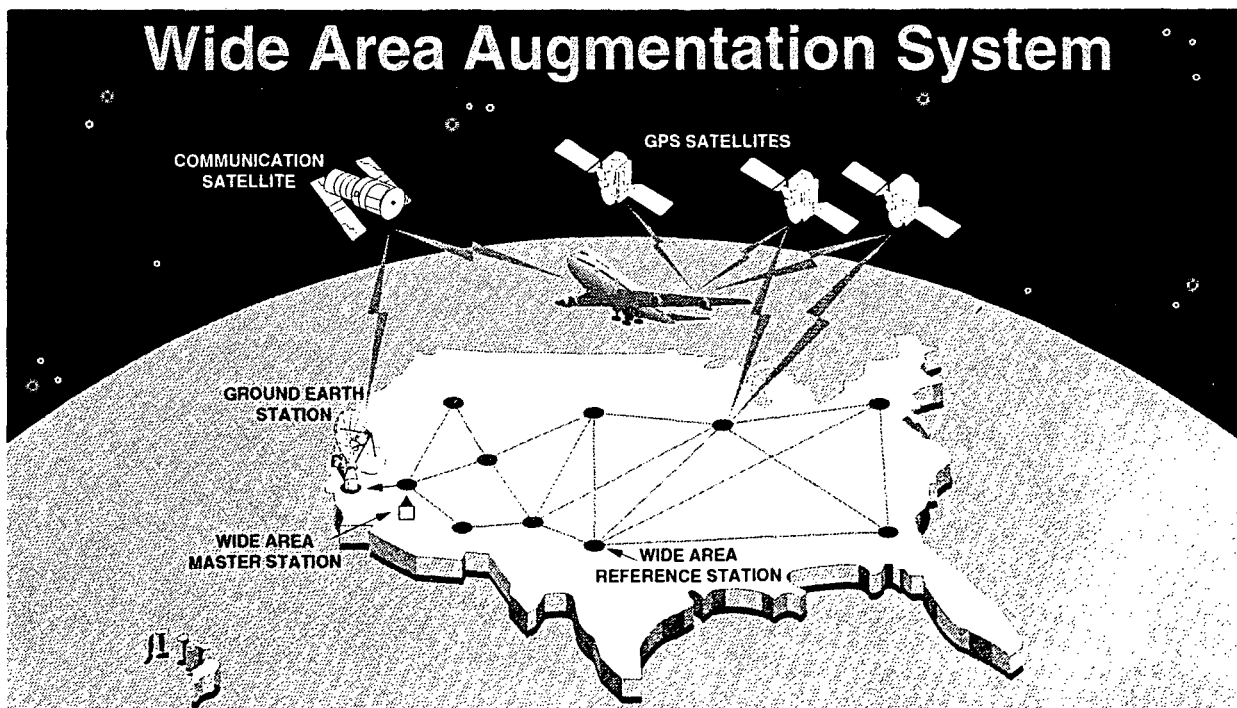 Wide Area Augmentation System
COMMUNICATION
SATELLITE
GPS SATELLITES
GROUND EARTH
STATION
WIDE AREA
MASTER STATION
WIDE AREA
REFERENCE STATION